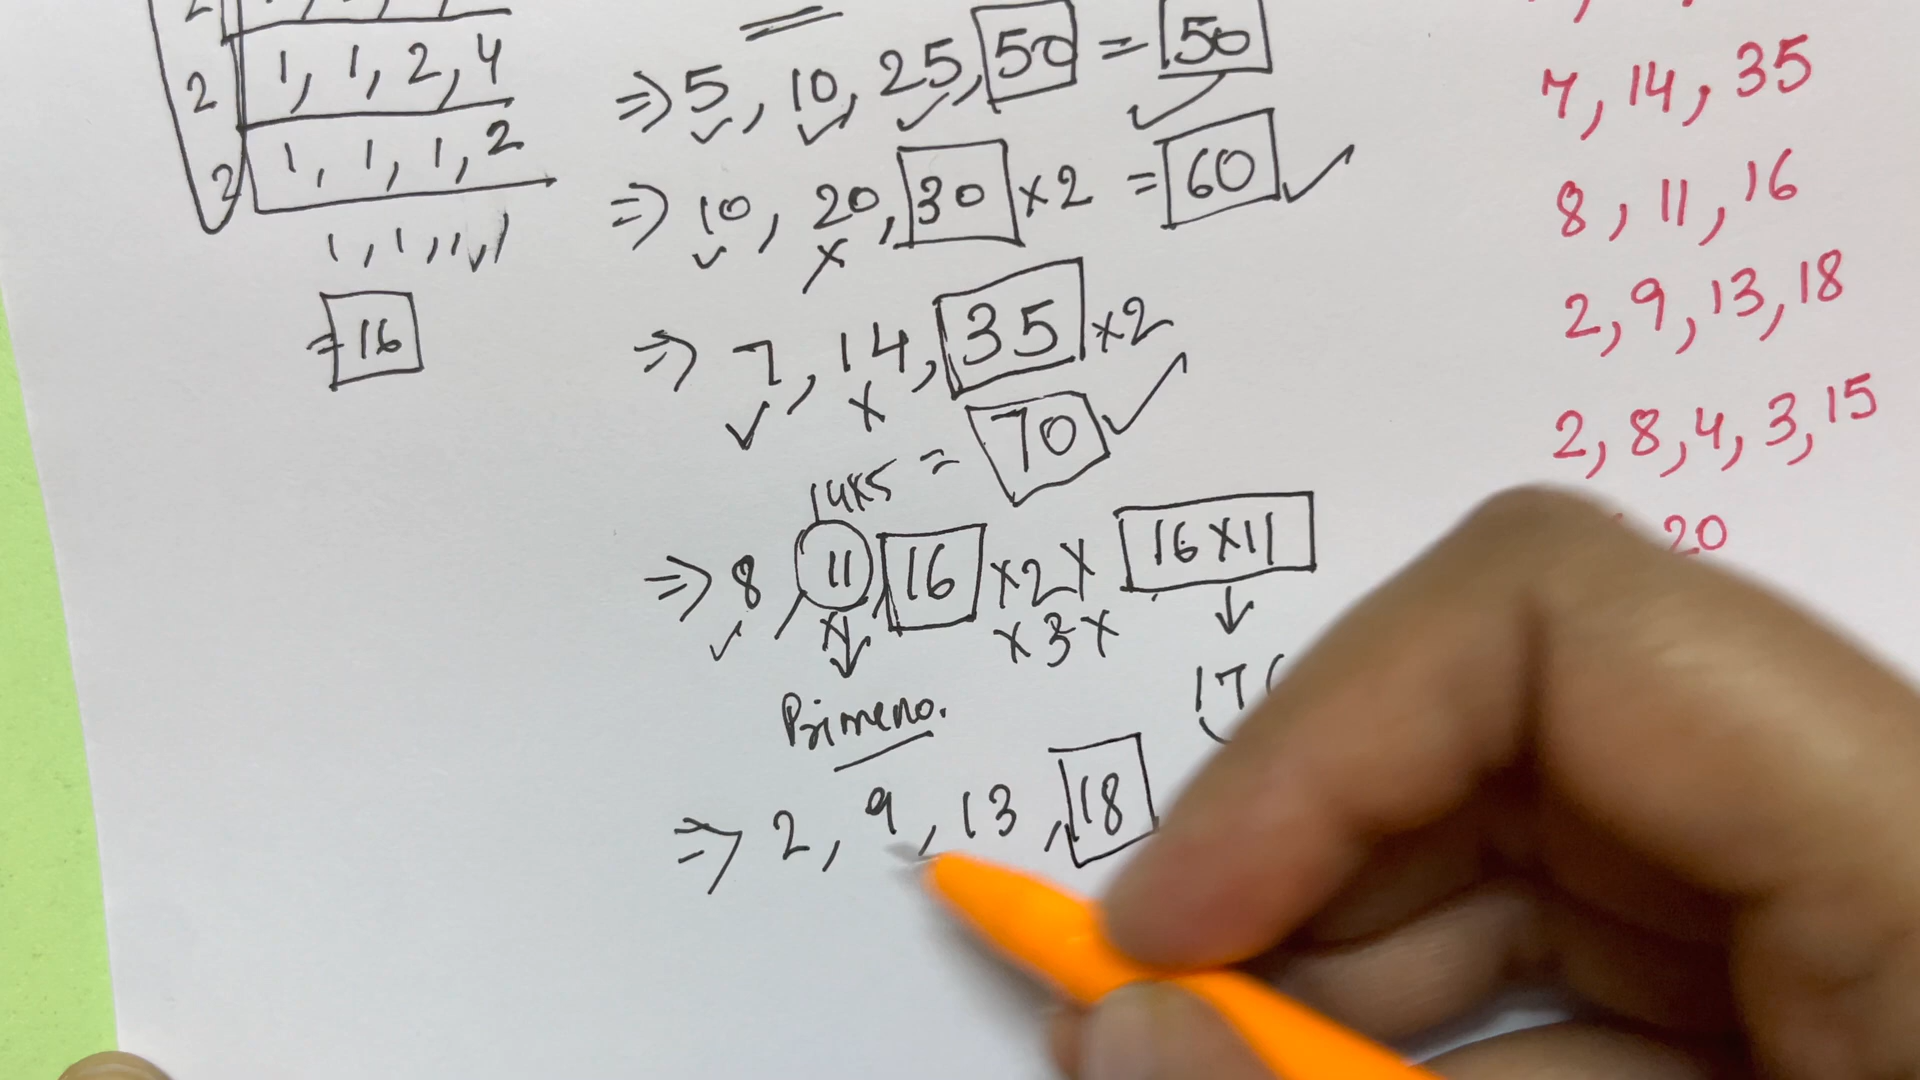 2 | 1, 1, 2, 4
2 | 1, 1, 1, 2
1, 1, 1, 1
= 16
⇒ 5, 10, 25, 50 = 50
⇒ 10, 20, 30 ×2 = 60
⇒ 7, 14, 35 ×2
14×5 = 70
⇒ 8, 11, 16 ×2× 16×11
×3×
Primeno.
⇒ 2, 9, 13, 18
7, 14, 35
8, 11, 16
2, 9, 13, 18
2, 8, 4, 3, 15
20